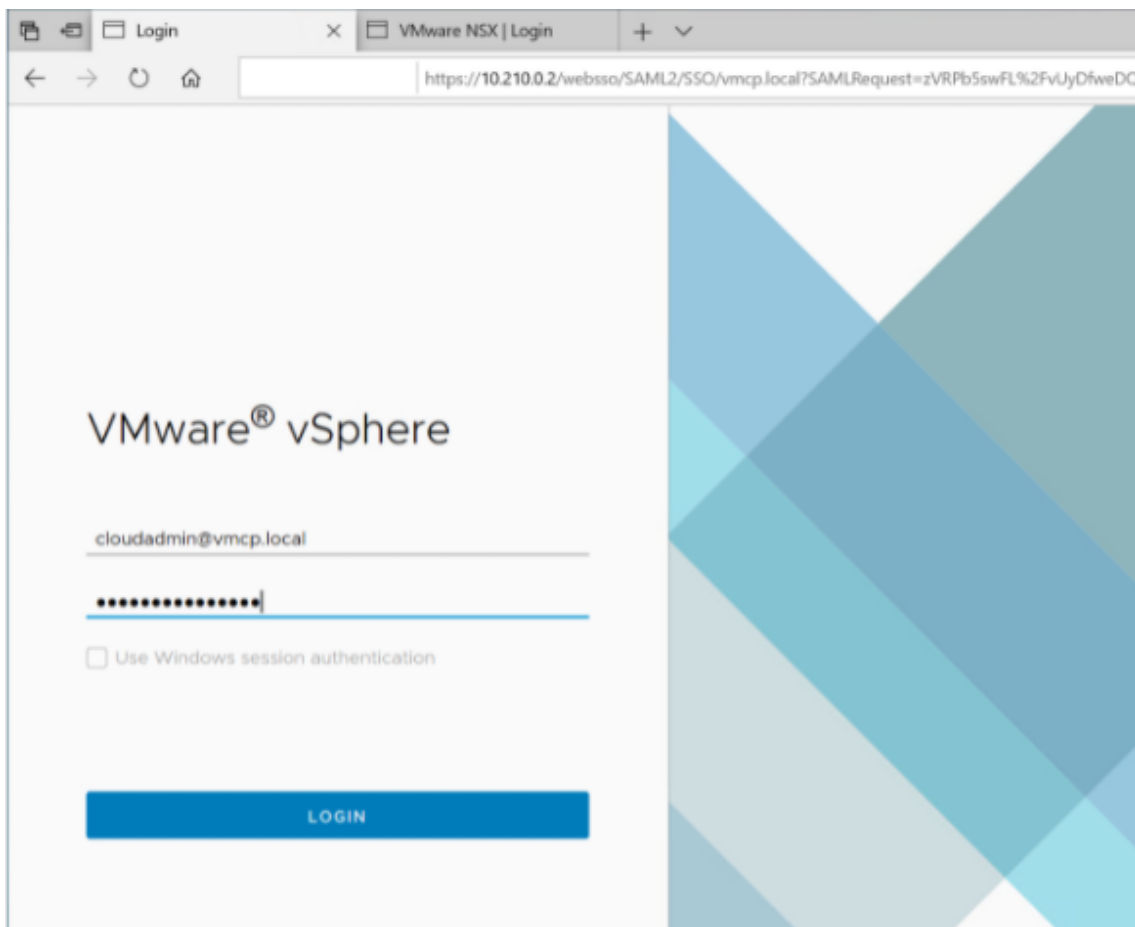 Login
VMware NSX | Login
https://10.210.0.2/websso/SAML2/SSO/vmcp.local?SAMLRequest=zVRPb5swFL%2FvUyDfweDC
VMware® vSphere
cloudadmin@vmcp.local
Use Windows session authentication
LOGIN